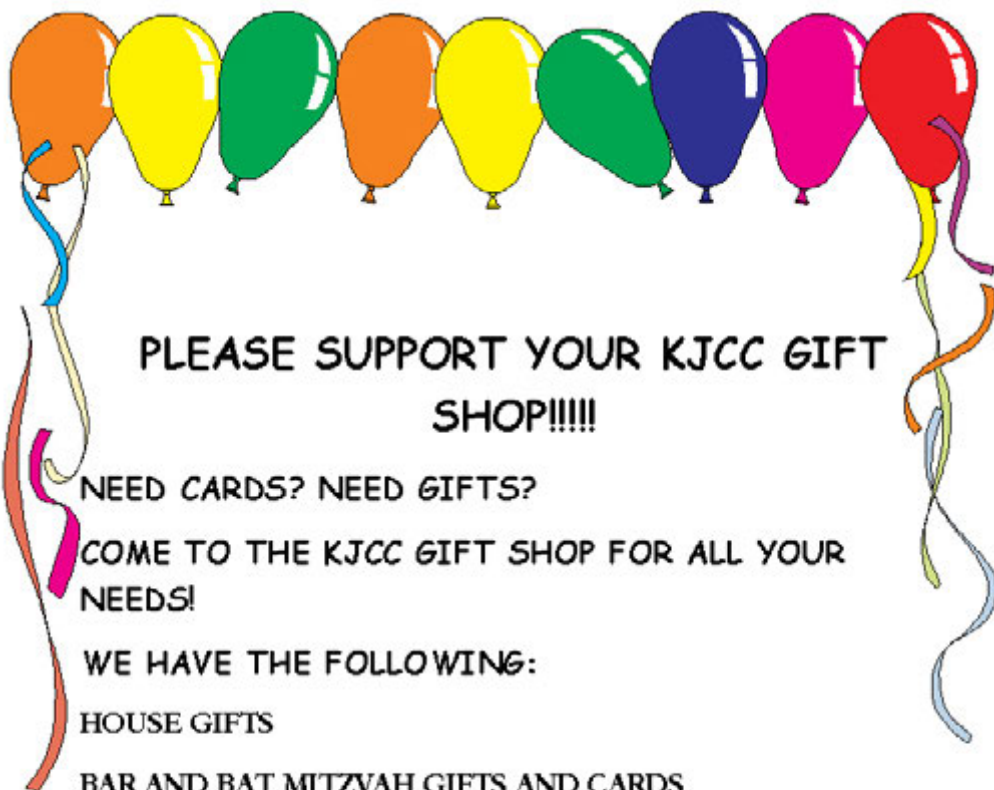 PLEASE SUPPORT YOUR KJCC GIFT
SHOP!!!!!
NEED CARDS? NEED GIFTS?
COME TO THE KJCC GIFT SHOP FOR ALL YOUR
NEEDS!
WE HAVE THE FOLLOWING:
HOUSE GIFTS
BAR AND BAT MITZVAH GIFTS AND CARDS